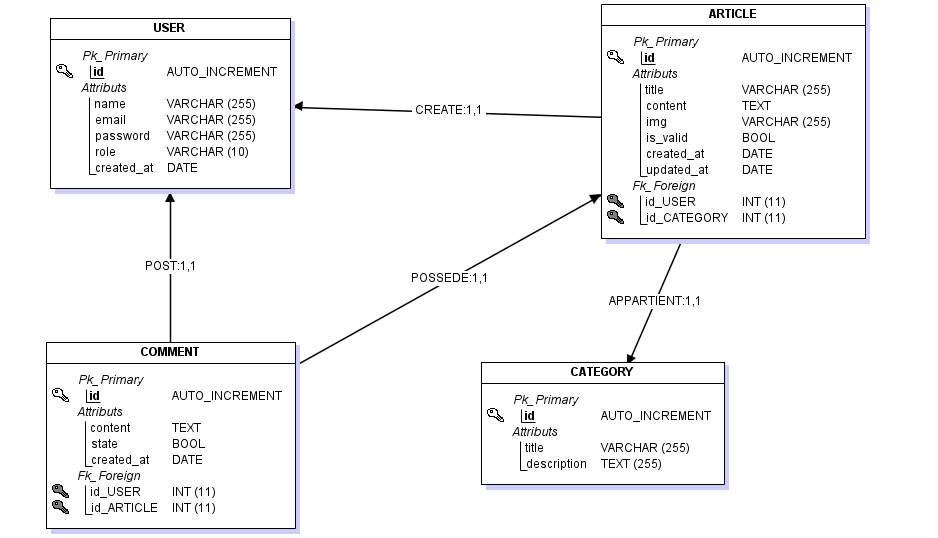 USER
Pk_Primary
id AUTO_INCREMENT
Attributs
name VARCHAR (255)
email VARCHAR (255)
password VARCHAR (255)
role VARCHAR (10)
created_at DATE
ARTICLE
Pk_Primary
id AUTO_INCREMENT
Attributs
title VARCHAR (255)
content TEXT
img VARCHAR (255)
is_valid BOOL
created_at DATE
updated_at DATE
Fk_Foreign
id_USER INT (11)
id_CATEGORY INT (11)
CREATE:1,1
POST:1,1
POSSEDE:1,1
APPARTIENT:1,1
COMMENT
Pk_Primary
id AUTO_INCREMENT
Attributs
content TEXT
state BOOL
created_at DATE
Fk_Foreign
id_USER INT (11)
id_ARTICLE INT (11)
CATEGORY
Pk_Primary
id AUTO_INCREMENT
Attributs
title VARCHAR (255)
description TEXT (255)